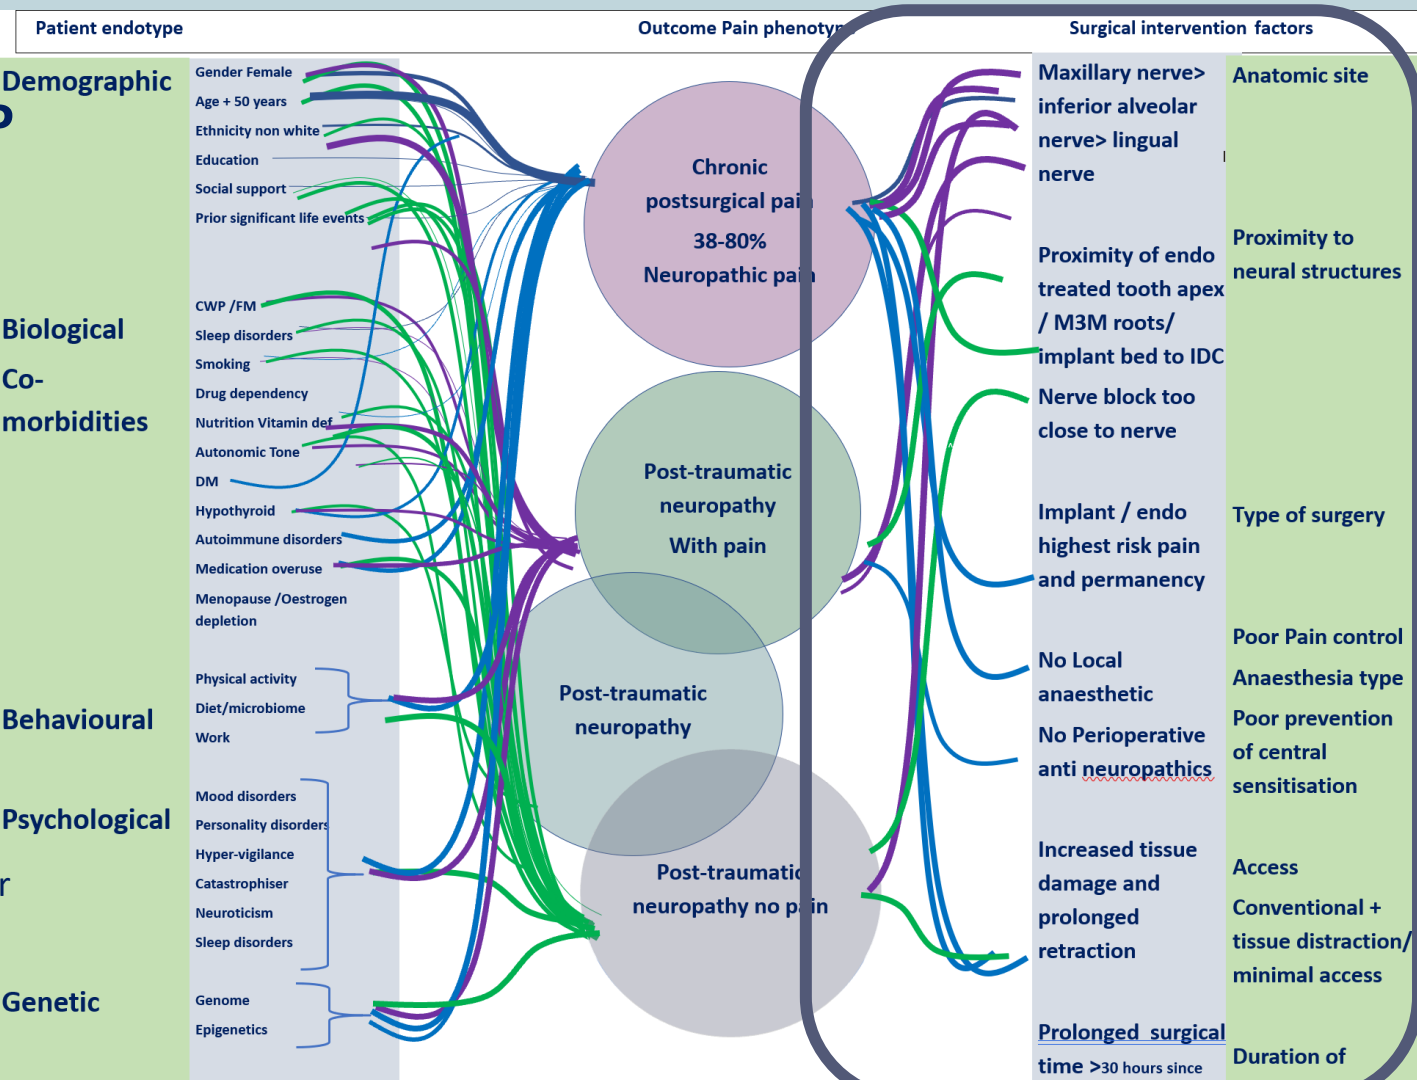 Patient endotype
Outcome Pain phenotyp
Surgical intervention factors
Demographic
Gender Female
Age + 50 years
Ethnicity non white
Education
Social support
Prior significant life events
Biological
Co-
morbidities
CWP /FM
Sleep disorders
Smoking
Drug dependency
Nutrition Vitamin def
Autonomic Tone
DM
Hypothyroid
Autoimmune disorders
Medication overuse
Menopause /Oestrogen
depletion
Behavioural
Physical activity
Diet/microbiome
Work
Psychological
r
Mood disorders
Personality disorders
Hyper-vigilance
Catastrophiser
Neuroticism
Sleep disorders
Genetic
Genome
Epigenetics
Chronic
postsurgical pain
38-80%
Neuropathic pain
Post-traumatic
neuropathy
With pain
Post-traumatic
neuropathy
Post-traumatic
neuropathy no pain
Maxillary nerve>
inferior alveolar
nerve> lingual
nerve
Proximity of endo
treated tooth apex
/ M3M roots/
implant bed to IDC
Nerve block too
close to nerve
Implant / endo
highest risk pain
and permanency
No Local
anaesthetic
No Perioperative
anti neuropathics
Increased tissue
damage and
prolonged
retraction
Prolonged surgical
time >30 hours since
Anatomic site
Proximity to
neural structures
Type of surgery
Poor Pain control
Anaesthesia type
Poor prevention
of central
sensitisation
Access
Conventional +
tissue distraction/
minimal access
Duration of